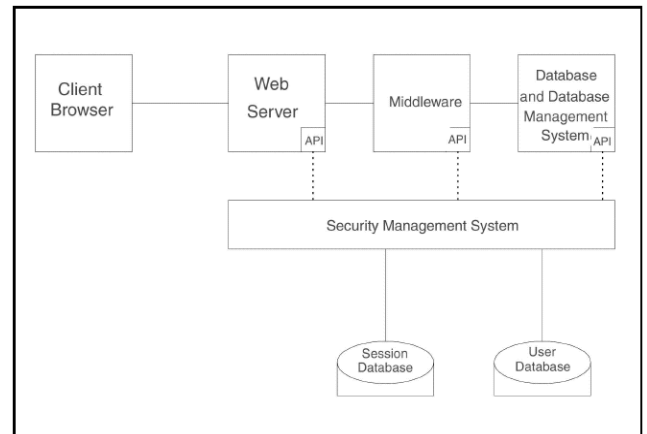 Client
Browser
Web
Server
API
Middleware
API
Database
and Database
Management
System
API
Security Management System
Session
Database
User
Database